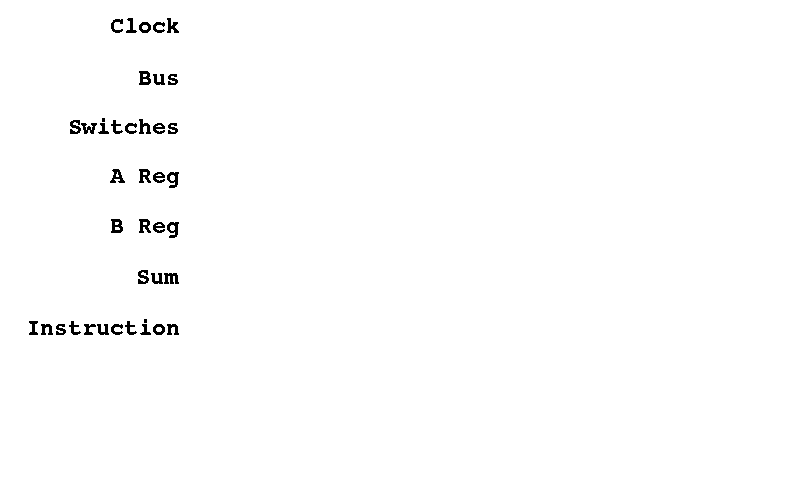 Clock
Bus
Switches
A Reg
B Reg
Sum
Instruction